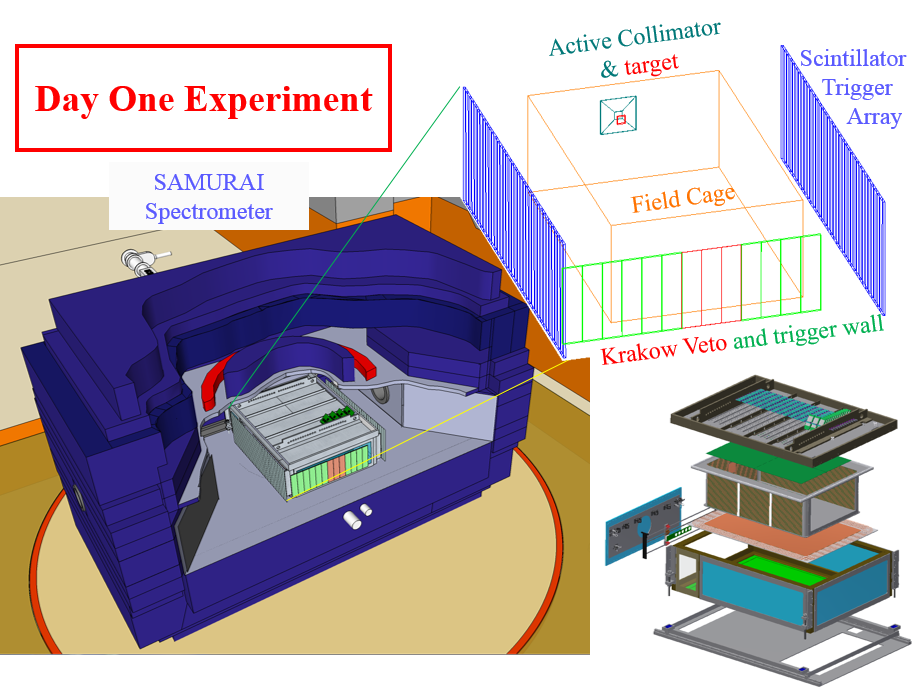 Day One Experiment
SAMURAI
Spectrometer
Active Collimator
& target
Scintillator
Trigger
Array
Field Cage
Krakow Veto and trigger wall